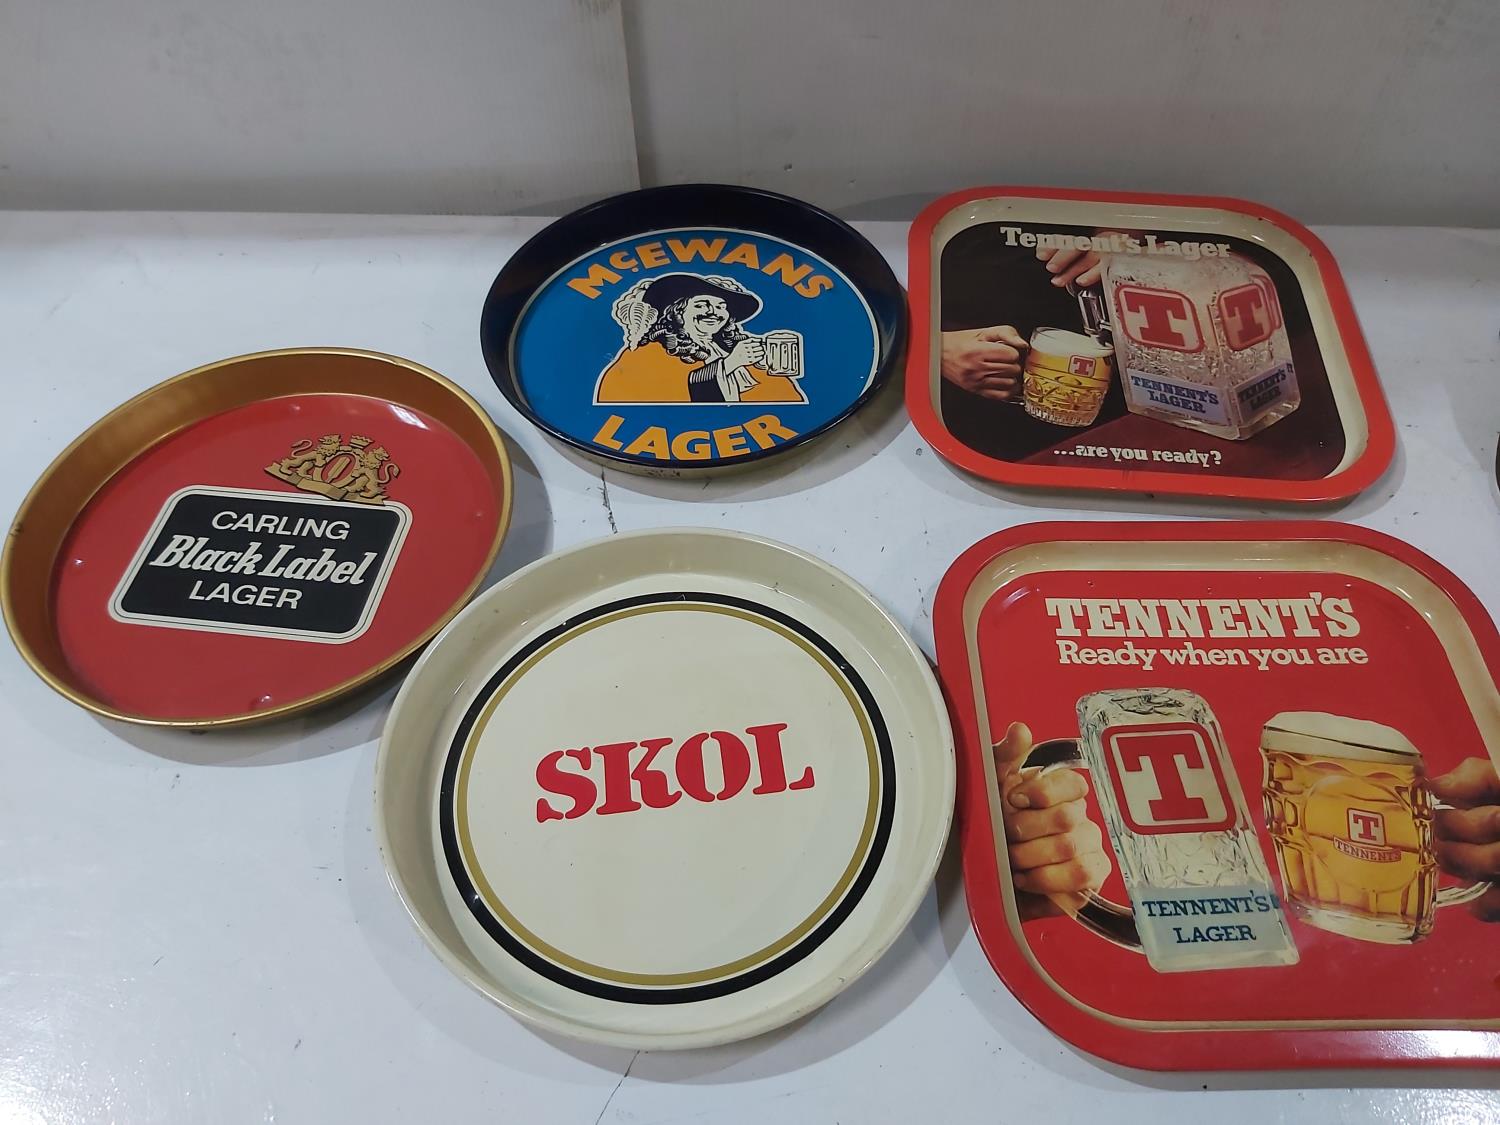 McEWANS
LAGER
Tennent's Lager
T
T
T
TENNENT'S
LAGER
TENNENT'S
LAGER
...are you ready?
CARLING
Black Label
LAGER
SKOL
TENNENT'S
Ready when you are
T
T
TENNENT'S
TENNENT'S
LAGER